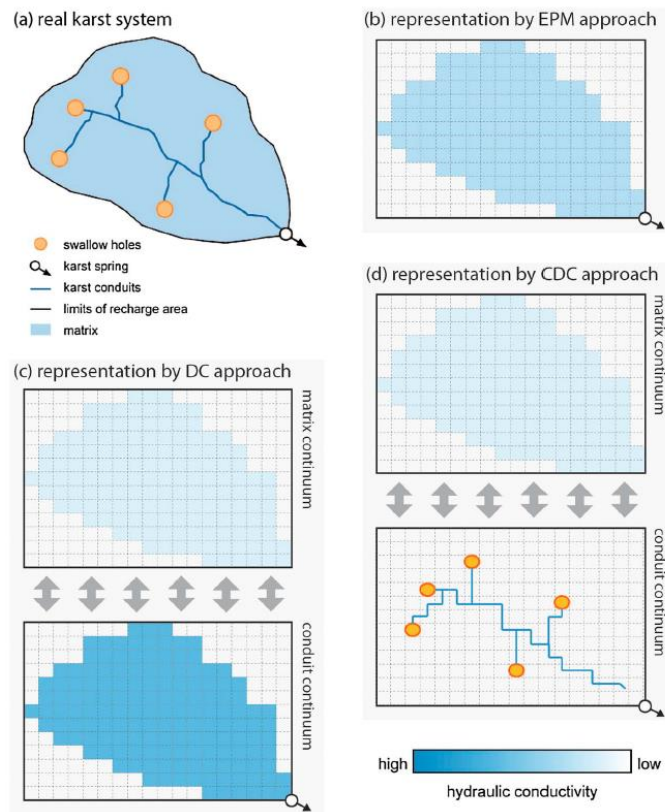 (a) real karst system
swallow holes
karst spring
karst conduits
limits of recharge area
matrix
(b) representation by EPM approach
(c) representation by DC approach
matrix continuum
conduit continuum
(d) representation by CDC approach
matrix continuum
conduit continuum
high
low
hydraulic conductivity